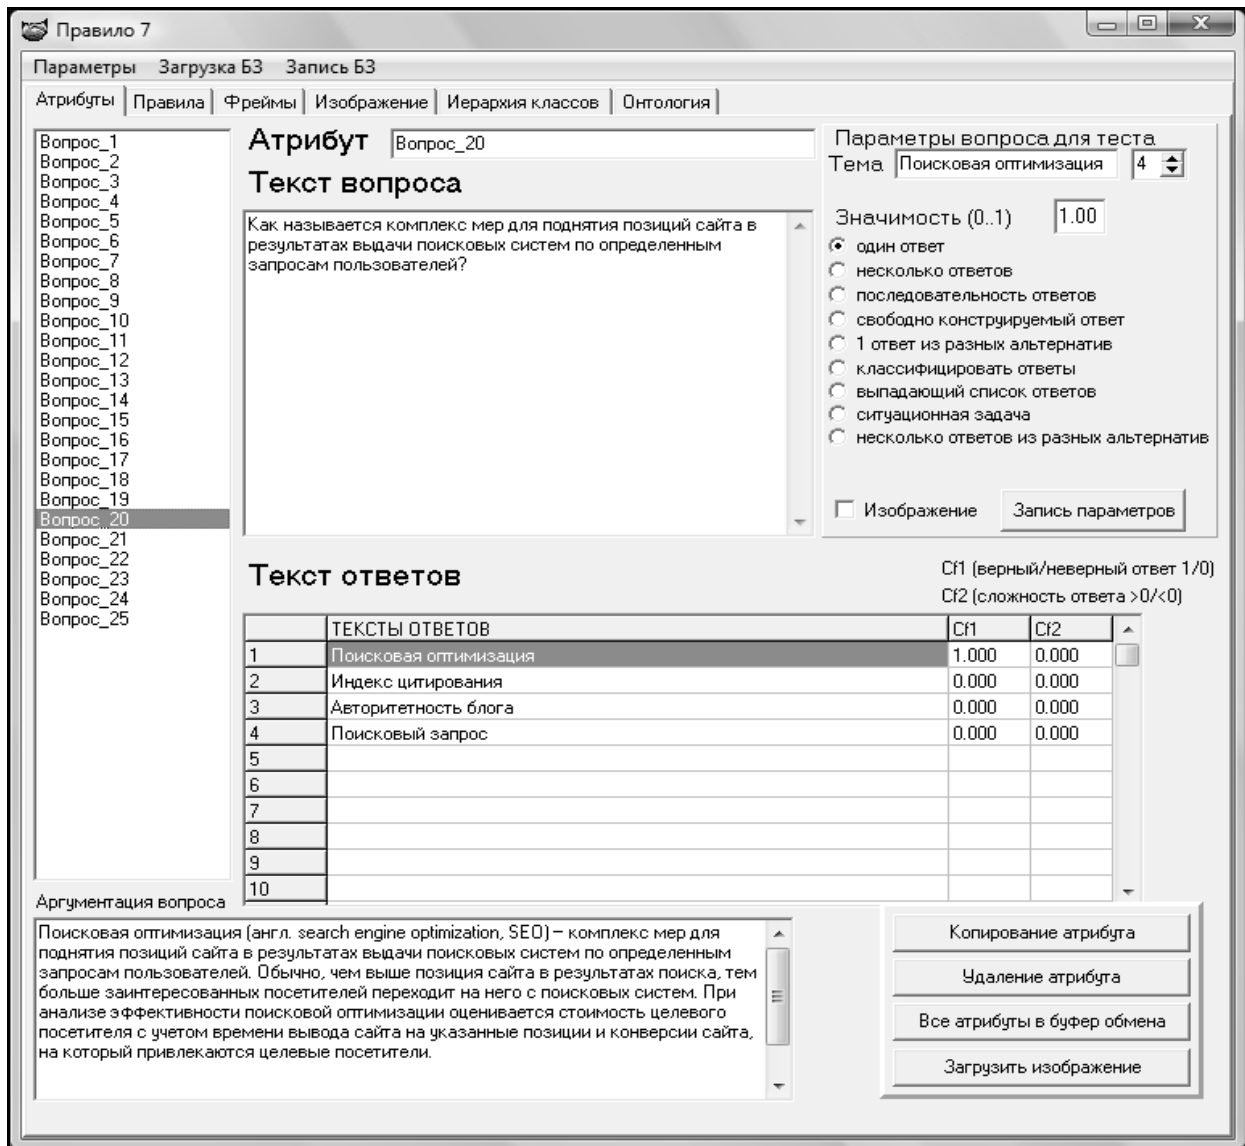 Правило 7
Параметры Загрузка БЗ Запись БЗ
Атрибуты Правила Фреймы Изображение Иерархия классов Онтология
Вопрос_1
Вопрос_2
Вопрос_3
Вопрос_4
Вопрос_5
Вопрос_6
Вопрос_7
Вопрос_8
Вопрос_9
Вопрос_10
Вопрос_11
Вопрос_12
Вопрос_13
Вопрос_14
Вопрос_15
Вопрос_16
Вопрос_17
Вопрос_18
Вопрос_19
Вопрос_20
Вопрос_21
Вопрос_22
Вопрос_23
Вопрос_24
Вопрос_25
Атрибут Вопрос_20
Текст вопроса
Как называется комплекс мер для поднятия позиций сайта в
результатах выдачи поисковых систем по определенным
запросам пользователей?
Параметры вопроса для теста
Тема Поисковая оптимизация 4
Значимость (0..1) 1.00
один ответ
несколько ответов
последовательность ответов
свободно конструируемый ответ
1 ответ из разных альтернатив
классифицировать ответы
выпадающий список ответов
ситуационная задача
несколько ответов из разных альтернатив
Изображение Запись параметров
Текст ответов
Cf1 (верный/неверный ответ 1/0)
Cf2 (сложность ответа >0/<0)
ТЕКСТЫ ОТВЕТОВ Cf1 Cf2
1 Поисковая оптимизация 1.000 0.000
2 Индекс цитирования 0.000 0.000
3 Авторитетность блога 0.000 0.000
4 Поисковый запрос 0.000 0.000
5
6
7
8
9
10
Аргументация вопроса
Поисковая оптимизация (англ. search engine optimization, SEO) – комплекс мер для
поднятия позиций сайта в результатах выдачи поисковых систем по определенным
запросам пользователей. Обычно, чем выше позиция сайта в результатах поиска, тем
больше заинтересованных посетителей переходит на него с поисковых систем. При
анализе эффективности поисковой оптимизации оценивается стоимость целевого
посетителя с учетом времени вывода сайта на указанные позиции и конверсии сайта,
на который привлекаются целевые посетители.
Копирование атрибута
Удаление атрибута
Все атрибуты в буфер обмена
Загрузить изображение